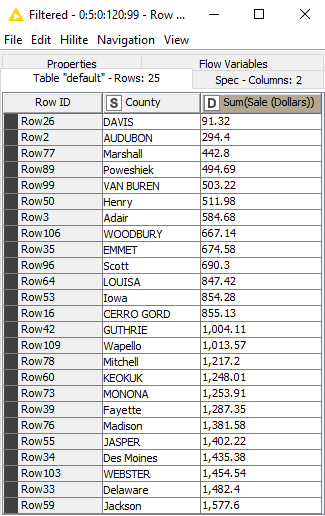 Filtered - 0:5:0:120:99 - Row ...
File Edit Hilite Navigation View
Properties Flow Variables
Table "default" - Rows: 25 Spec - Columns: 2
Row ID S County D Sum(Sale (Dollars))
Row26 DAVIS 91.32
Row2 AUDUBON 294.4
Row77 Marshall 442.8
Row89 Poweshiek 494.69
Row99 VAN BUREN 503.22
Row50 Henry 511.98
Row3 Adair 584.68
Row106 WOODBURY 667.14
Row35 EMMET 674.58
Row96 Scott 690.3
Row64 LOUISA 847.42
Row53 Iowa 854.28
Row16 CERRO GORD 855.13
Row42 GUTHRIE 1,004.11
Row109 Wapello 1,013.57
Row78 Mitchell 1,217.2
Row60 KEOKUK 1,248.01
Row73 MONONA 1,253.91
Row39 Fayette 1,287.35
Row76 Madison 1,381.58
Row55 JASPER 1,402.22
Row34 Des Moines 1,435.38
Row103 WEBSTER 1,454.54
Row33 Delaware 1,482.4
Row59 Jackson 1,577.6